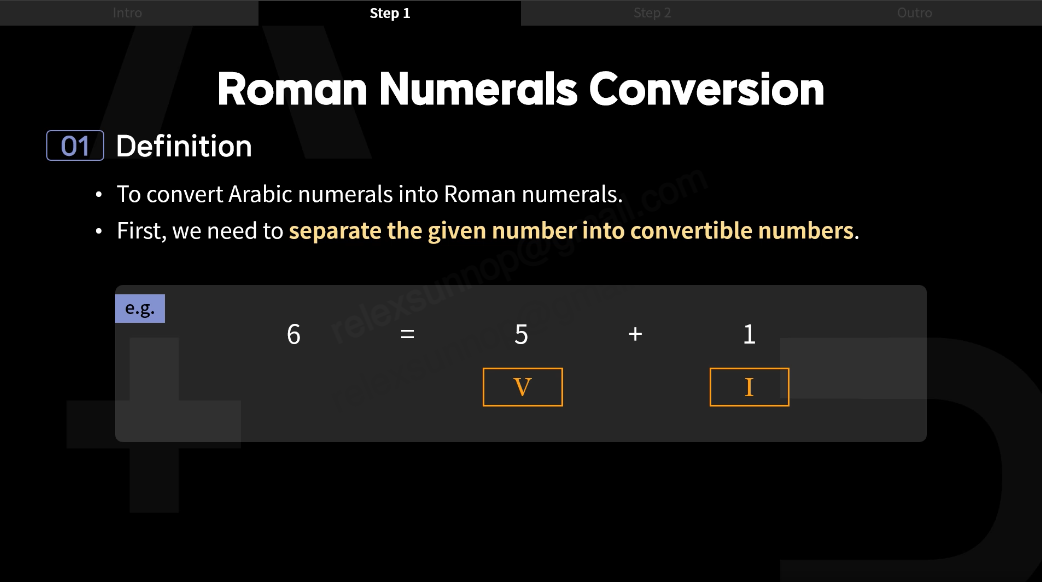 Intro Step 1 Step 2 Outro
Roman Numerals Conversion
01 Definition
• To convert Arabic numerals into Roman numerals.
• First, we need to separate the given number into convertible numbers.
relexsunnop@gmail.com
e.g.
6 = 5 + 1
V I